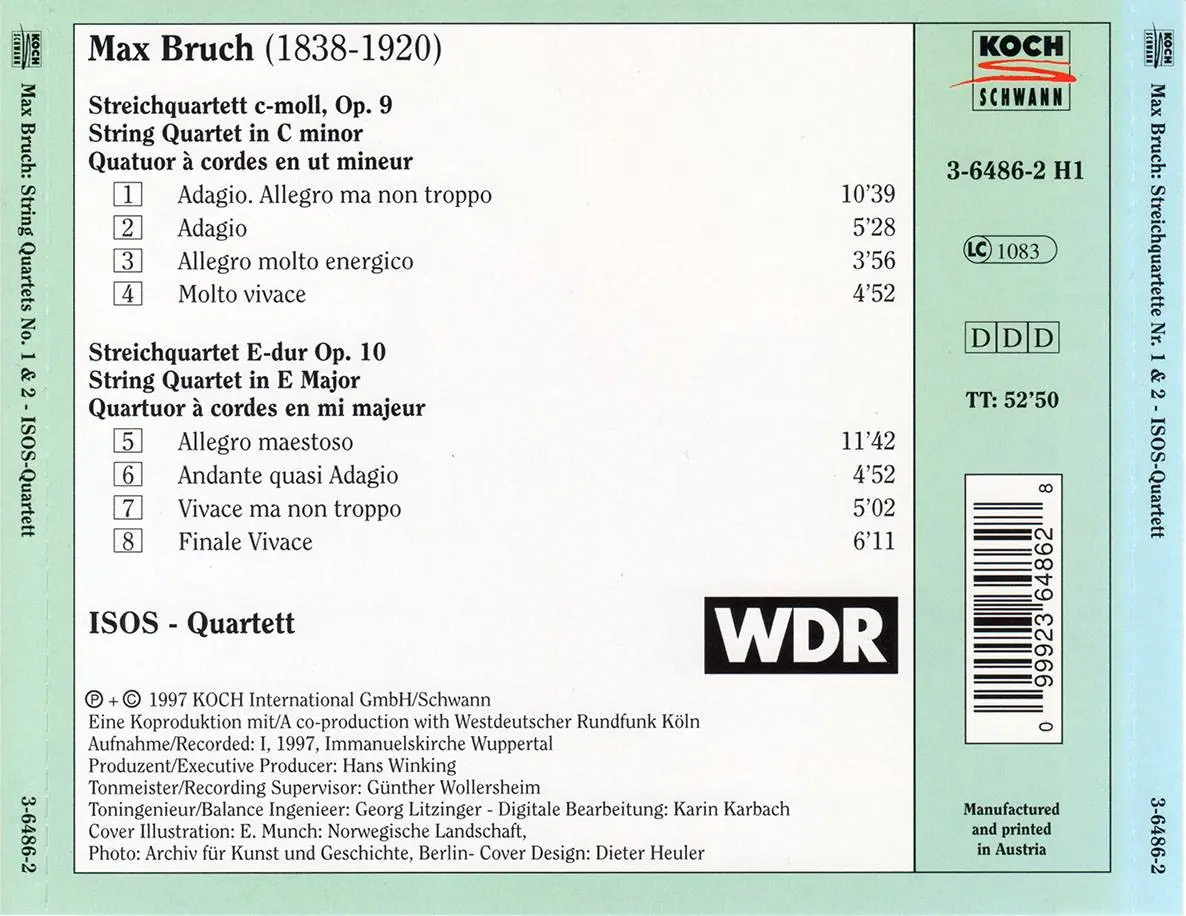 KOCH
SCHWANN
Max Bruch: String Quartets No. 1 & 2 - ISOS-Quartett
3-6486-2
Max Bruch (1838-1920)
Streichquartett c-moll, Op. 9
String Quartet in C minor
Quatuor à cordes en ut mineur
1 Adagio. Allegro ma non troppo 10'39
2 Adagio 5'28
3 Allegro molto energico 3'56
4 Molto vivace 4'52
Streichquartet E-dur Op. 10
String Quartet in E Major
Quartuor à cordes en mi majeur
5 Allegro maestoso 11'42
6 Andante quasi Adagio 4'52
7 Vivace ma non troppo 5'02
8 Finale Vivace 6'11
ISOS - Quartett
WDR
℗ + © 1997 KOCH International GmbH/Schwann
Eine Koproduktion mit/A co-production with Westdeutscher Rundfunk Köln
Aufnahme/Recorded: I, 1997, Immanuelskirche Wuppertal
Produzent/Executive Producer: Hans Winking
Tonmeister/Recording Supervisor: Günther Wollersheim
Toningenieur/Balance Ingenieer: Georg Litzinger - Digitale Bearbeitung: Karin Karbach
Cover Illustration: E. Munch: Norwegische Landschaft,
Photo: Archiv für Kunst und Geschichte, Berlin- Cover Design: Dieter Heuler
KOCH
SCHWANN
3-6486-2 H1
LC 1083
DDD
TT: 52'50
0 99923 64862 8
Manufactured
and printed
in Austria
KOCH
SCHWANN
Max Bruch: Streichquartette Nr. 1 & 2 - ISOS-Quartett
3-6486-2